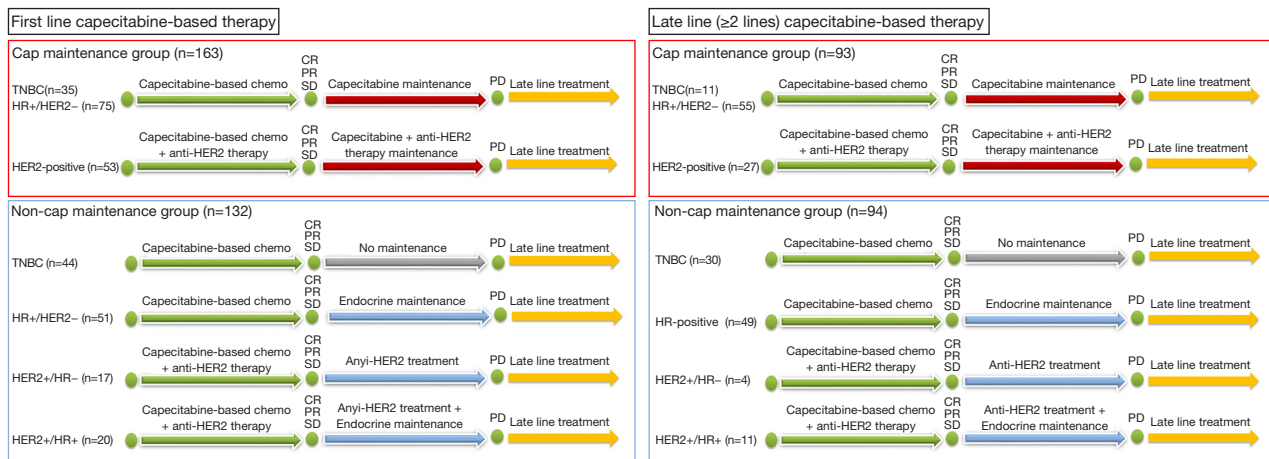 First line capecitabine-based therapy
Cap maintenance group (n=163)
TNBC(n=35)
HR+/HER2− (n=75)
Capecitabine-based chemo
CR
PR
SD
Capecitabine maintenance
PD
Late line treatment
HER2-positive (n=53)
Capecitabine-based chemo
+ anti-HER2 therapy
CR
PR
SD
Capecitabine + anti-HER2
therapy maintenance
PD
Late line treatment
Non-cap maintenance group (n=132)
TNBC (n=44)
Capecitabine-based chemo
CR
PR
SD
No maintenance
PD
Late line treatment
HR+/HER2− (n=51)
Capecitabine-based chemo
CR
PR
SD
Endocrine maintenance
PD
Late line treatment
HER2+/HR− (n=17)
Capecitabine-based chemo
+ anti-HER2 therapy
CR
PR
SD
Anyi-HER2 treatment
PD
Late line treatment
HER2+/HR+ (n=20)
Capecitabine-based chemo
+ anti-HER2 therapy
CR
PR
SD
Anyi-HER2 treatment +
Endocrine maintenance
PD
Late line treatment
Late line (≥2 lines) capecitabine-based therapy
Cap maintenance group (n=93)
TNBC(n=11)
HR+/HER2− (n=55)
Capecitabine-based chemo
CR
PR
SD
Capecitabine maintenance
PD
Late line treatment
HER2-positive (n=27)
Capecitabine-based chemo
+ anti-HER2 therapy
CR
PR
SD
Capecitabine + anti-HER2
therapy maintenance
PD
Late line treatment
Non-cap maintenance group (n=94)
TNBC (n=30)
Capecitabine-based chemo
CR
PR
SD
No maintenance
PD
Late line treatment
HR-positive (n=49)
Capecitabine-based chemo
CR
PR
SD
Endocrine maintenance
PD
Late line treatment
HER2+/HR− (n=4)
Capecitabine-based chemo
+ anti-HER2 therapy
CR
PR
SD
Anti-HER2 treatment
PD
Late line treatment
HER2+/HR+ (n=11)
Capecitabine-based chemo
+ anti-HER2 therapy
CR
PR
SD
Anti-HER2 treatment +
Endocrine maintenance
PD
Late line treatment